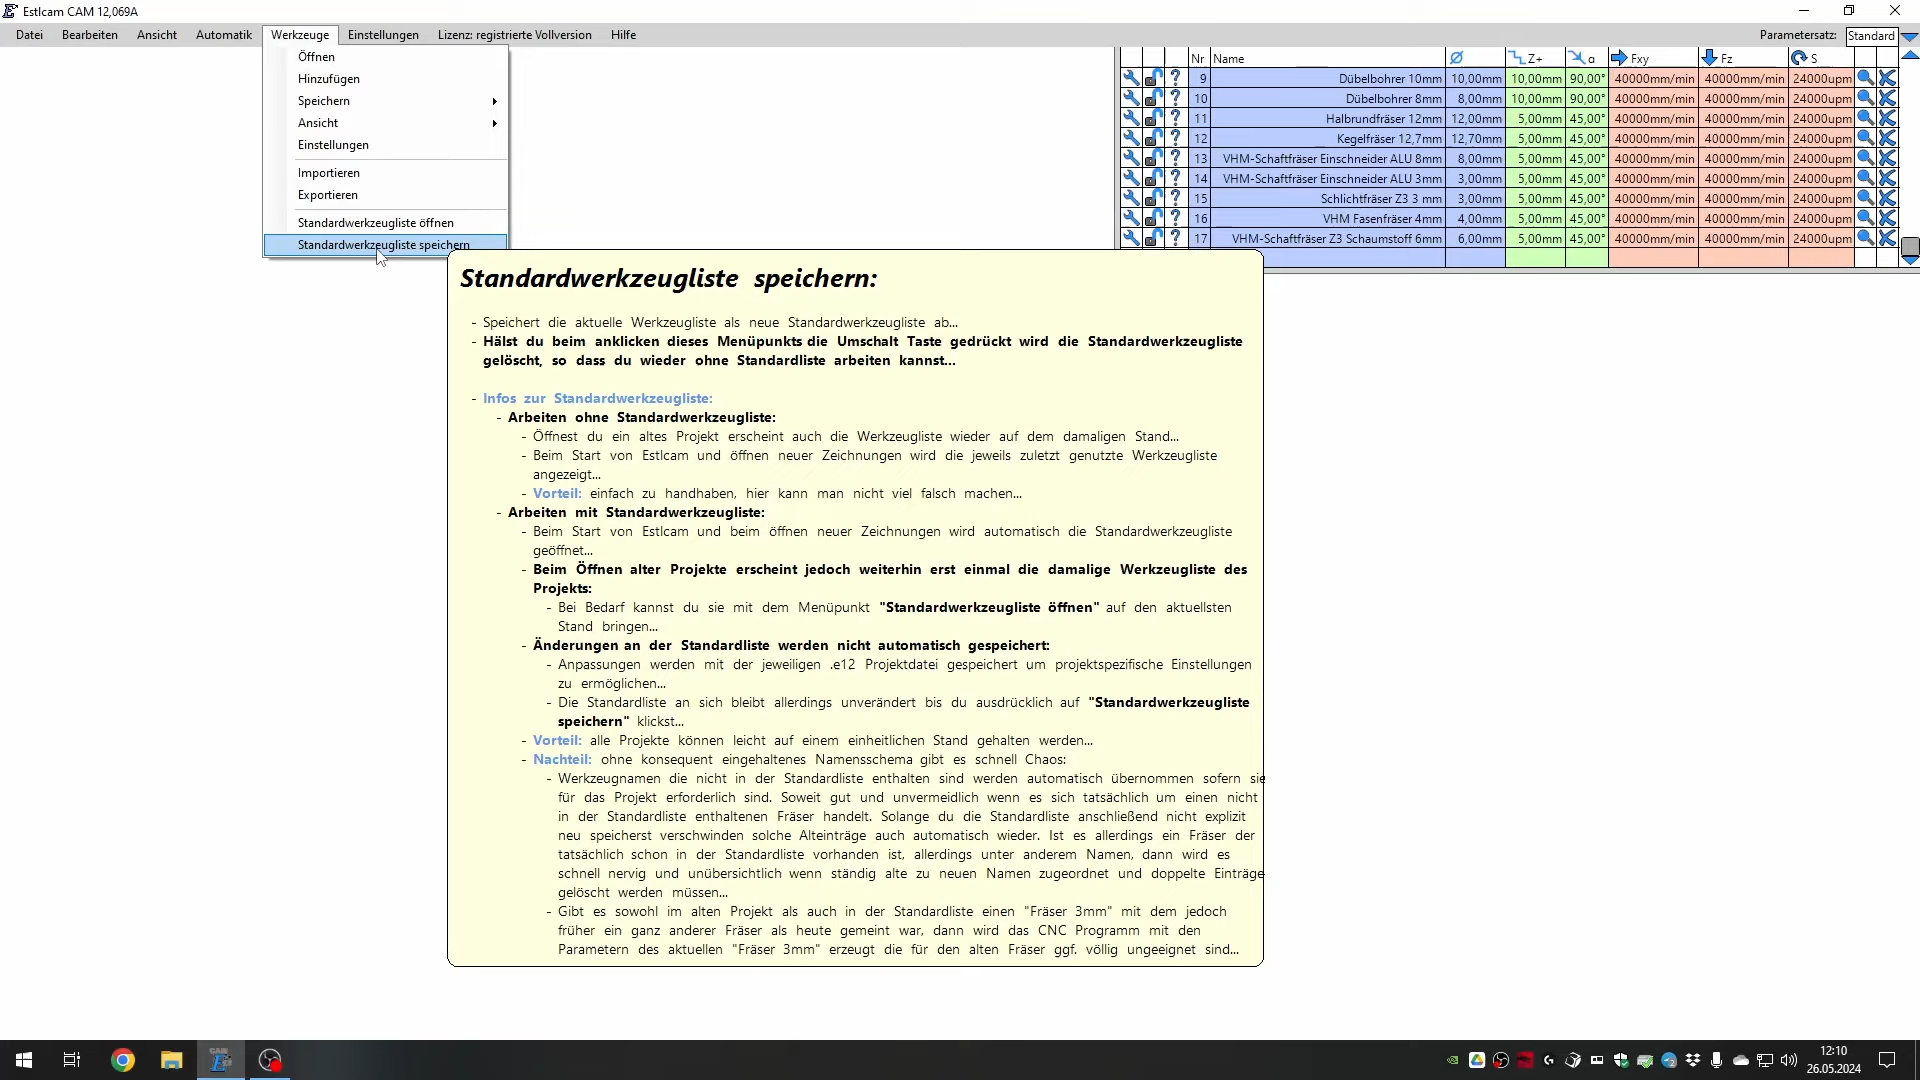 Estlcam CAM 12,069A
Datei Bearbeiten Ansicht Automatik Werkzeuge Einstellungen Lizenz: registrierte Vollversion Hilfe
Parametersatz: Standard
Öffnen
Hinzufügen
Speichern
Ansicht
Einstellungen
Importieren
Exportieren
Standardwerkzeugliste öffnen
Standardwerkzeugliste speichern
Nr Name Z+ α Fxy Fz S
9 Dübelbohrer 10mm 10,00mm 10,00mm 90,00° 40000mm/min 40000mm/min 24000upm
10 Dübelbohrer 8mm 8,00mm 10,00mm 90,00° 40000mm/min 40000mm/min 24000upm
11 Halbrundfräser 12mm 12,00mm 5,00mm 45,00° 40000mm/min 40000mm/min 24000upm
12 Kegelfräser 12,7mm 12,70mm 5,00mm 45,00° 40000mm/min 40000mm/min 24000upm
13 VHM-Schaftfräser Einschneider ALU 8mm 8,00mm 5,00mm 45,00° 40000mm/min 40000mm/min 24000upm
14 VHM-Schaftfräser Einschneider ALU 3mm 3,00mm 5,00mm 45,00° 40000mm/min 40000mm/min 24000upm
15 Schlichtfräser Z3 3 mm 3,00mm 5,00mm 45,00° 40000mm/min 40000mm/min 24000upm
16 VHM Fasenfräser 4mm 4,00mm 5,00mm 45,00° 40000mm/min 40000mm/min 24000upm
17 VHM-Schaftfräser Z3 Schaumstoff 6mm 6,00mm 5,00mm 45,00° 40000mm/min 40000mm/min 24000upm
Standardwerkzeugliste speichern:
- Speichert die aktuelle Werkzeugliste als neue Standardwerkzeugliste ab...
- Hälst du beim anklicken dieses Menüpunkts die Umschalt Taste gedrückt wird die Standardwerkzeugliste
gelöscht, so dass du wieder ohne Standardliste arbeiten kannst...
- Infos zur Standardwerkzeugliste:
- Arbeiten ohne Standardwerkzeugliste:
- Öffnest du ein altes Projekt erscheint auch die Werkzeugliste wieder auf dem damaligen Stand...
- Beim Start von Estlcam und öffnen neuer Zeichnungen wird die jeweils zuletzt genutzte Werkzeugliste
angezeigt...
- Vorteil: einfach zu handhaben, hier kann man nicht viel falsch machen...
- Arbeiten mit Standardwerkzeugliste:
- Beim Start von Estlcam und beim öffnen neuer Zeichnungen wird automatisch die Standardwerkzeugliste
geöffnet...
- Beim Öffnen alter Projekte erscheint jedoch weiterhin erst einmal die damalige Werkzeugliste des
Projekts:
- Bei Bedarf kannst du sie mit dem Menüpunkt "Standardwerkzeugliste öffnen" auf den aktuellsten
Stand bringen...
- Änderungen an der Standardliste werden nicht automatisch gespeichert:
- Anpassungen werden mit der jeweiligen .e12 Projektdatei gespeichert um projektspezifische Einstellungen
zu ermöglichen...
- Die Standardliste an sich bleibt allerdings unverändert bis du ausdrücklich auf "Standardwerkzeugliste
speichern" klickst...
- Vorteil: alle Projekte können leicht auf einem einheitlichen Stand gehalten werden...
- Nachteil: ohne konsequent eingehaltenes Namensschema gibt es schnell Chaos:
- Werkzeugnamen die nicht in der Standardliste enthalten sind werden automatisch übernommen sofern sie
für das Projekt erforderlich sind. Soweit gut und unvermeidlich wenn es sich tatsächlich um einen nicht
in der Standardliste enthaltenen Fräser handelt. Solange du die Standardliste anschließend nicht explizit
neu speicherst verschwinden solche Alteinträge auch automatisch wieder. Ist es allerdings ein Fräser der
tatsächlich schon in der Standardliste vorhanden ist, allerdings unter anderem Namen, dann wird es
schnell nervig und unübersichtlich wenn ständig alte zu neuen Namen zugeordnet und doppelte Einträge
gelöscht werden müssen...
- Gibt es sowohl im alten Projekt als auch in der Standardliste einen "Fräser 3mm" mit dem jedoch
früher ein ganz anderer Fräser als heute gemeint war, dann wird das CNC Programm mit den
Parametern des aktuellen "Fräser 3mm" erzeugt die für den alten Fräser ggf. völlig ungeeignet sind...
12:10
26.05.2024